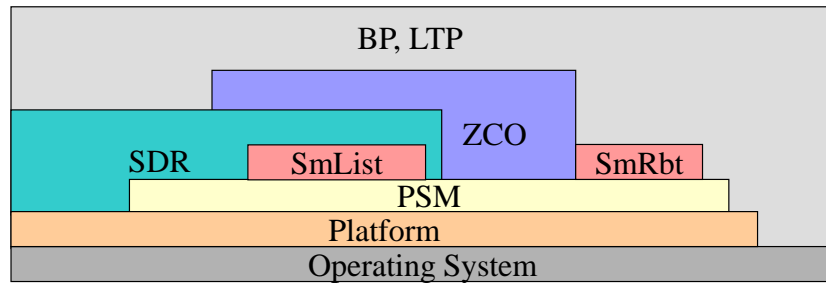 BP, LTP
ZCO
SDR
SmList
SmRbt
PSM
Platform
Operating System